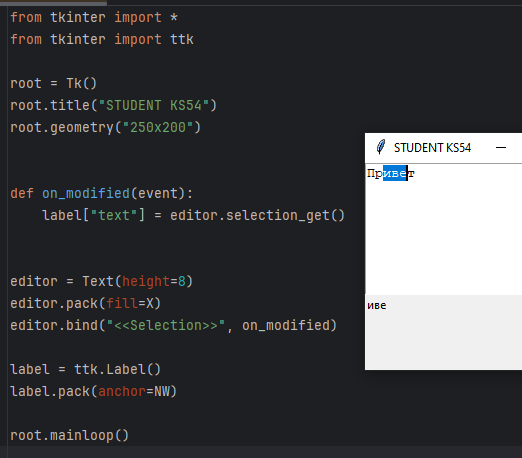 from tkinter import *
from tkinter import ttk
root = Tk()
root.title("STUDENT KS54")
root.geometry("250x200")
def on_modified(event):
    label["text"] = editor.selection_get()
editor = Text(height=8)
editor.pack(fill=X)
editor.bind("<<Selection>>", on_modified)
label = ttk.Label()
label.pack(anchor=NW)
root.mainloop()
STUDENT KS54
Привет
иве